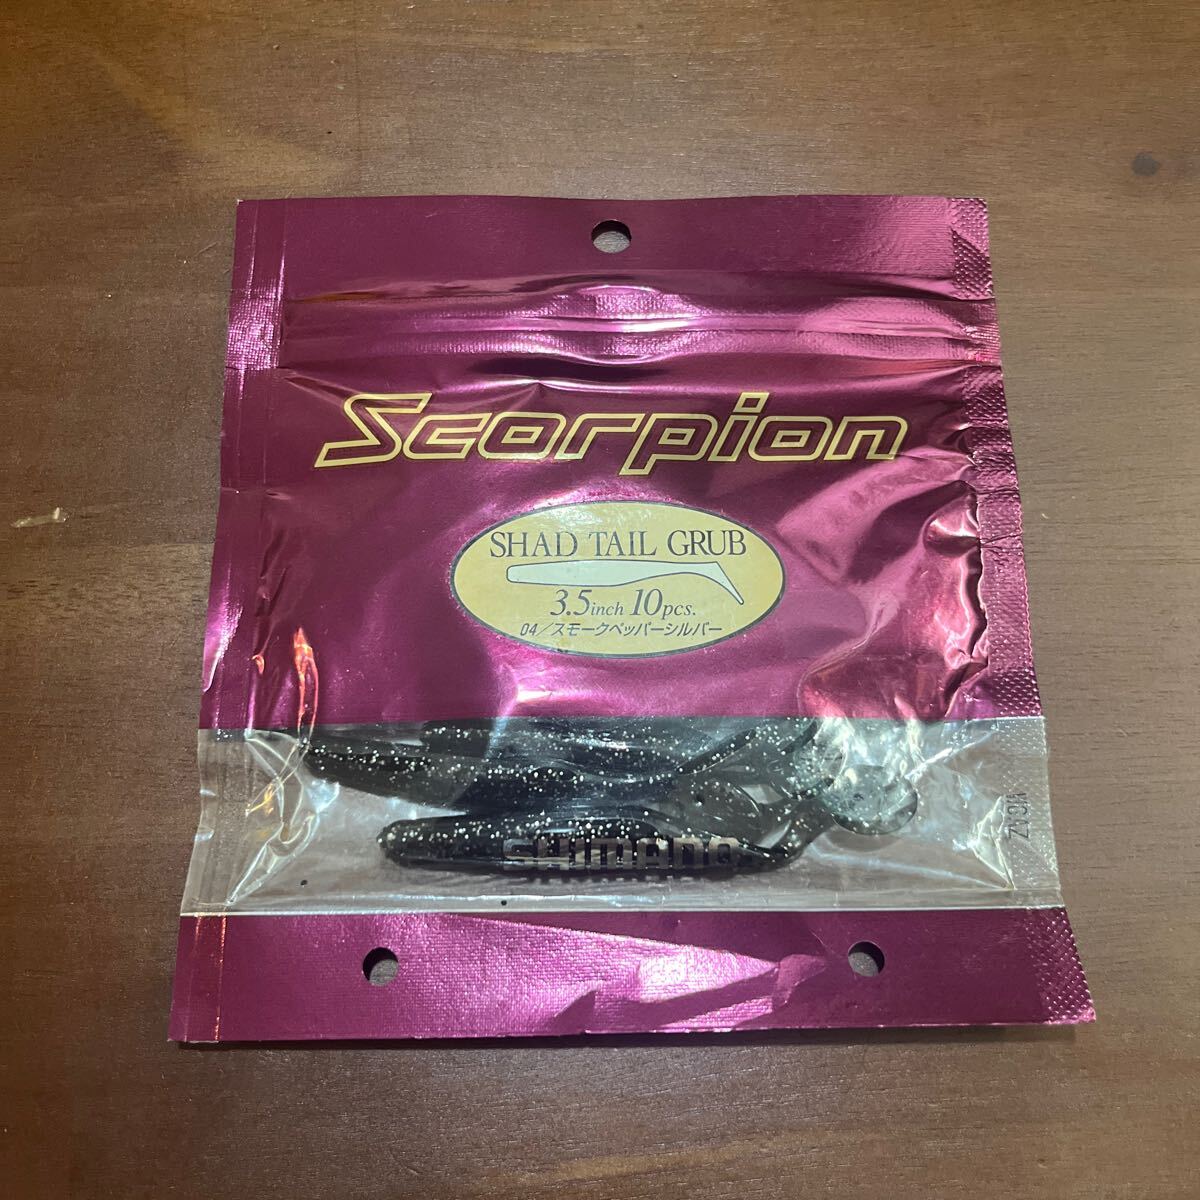 Scorpion
SHAD TAIL GRUB
3.5inch 10pcs.
04/スモークペッパーシルバー
SHIMANO